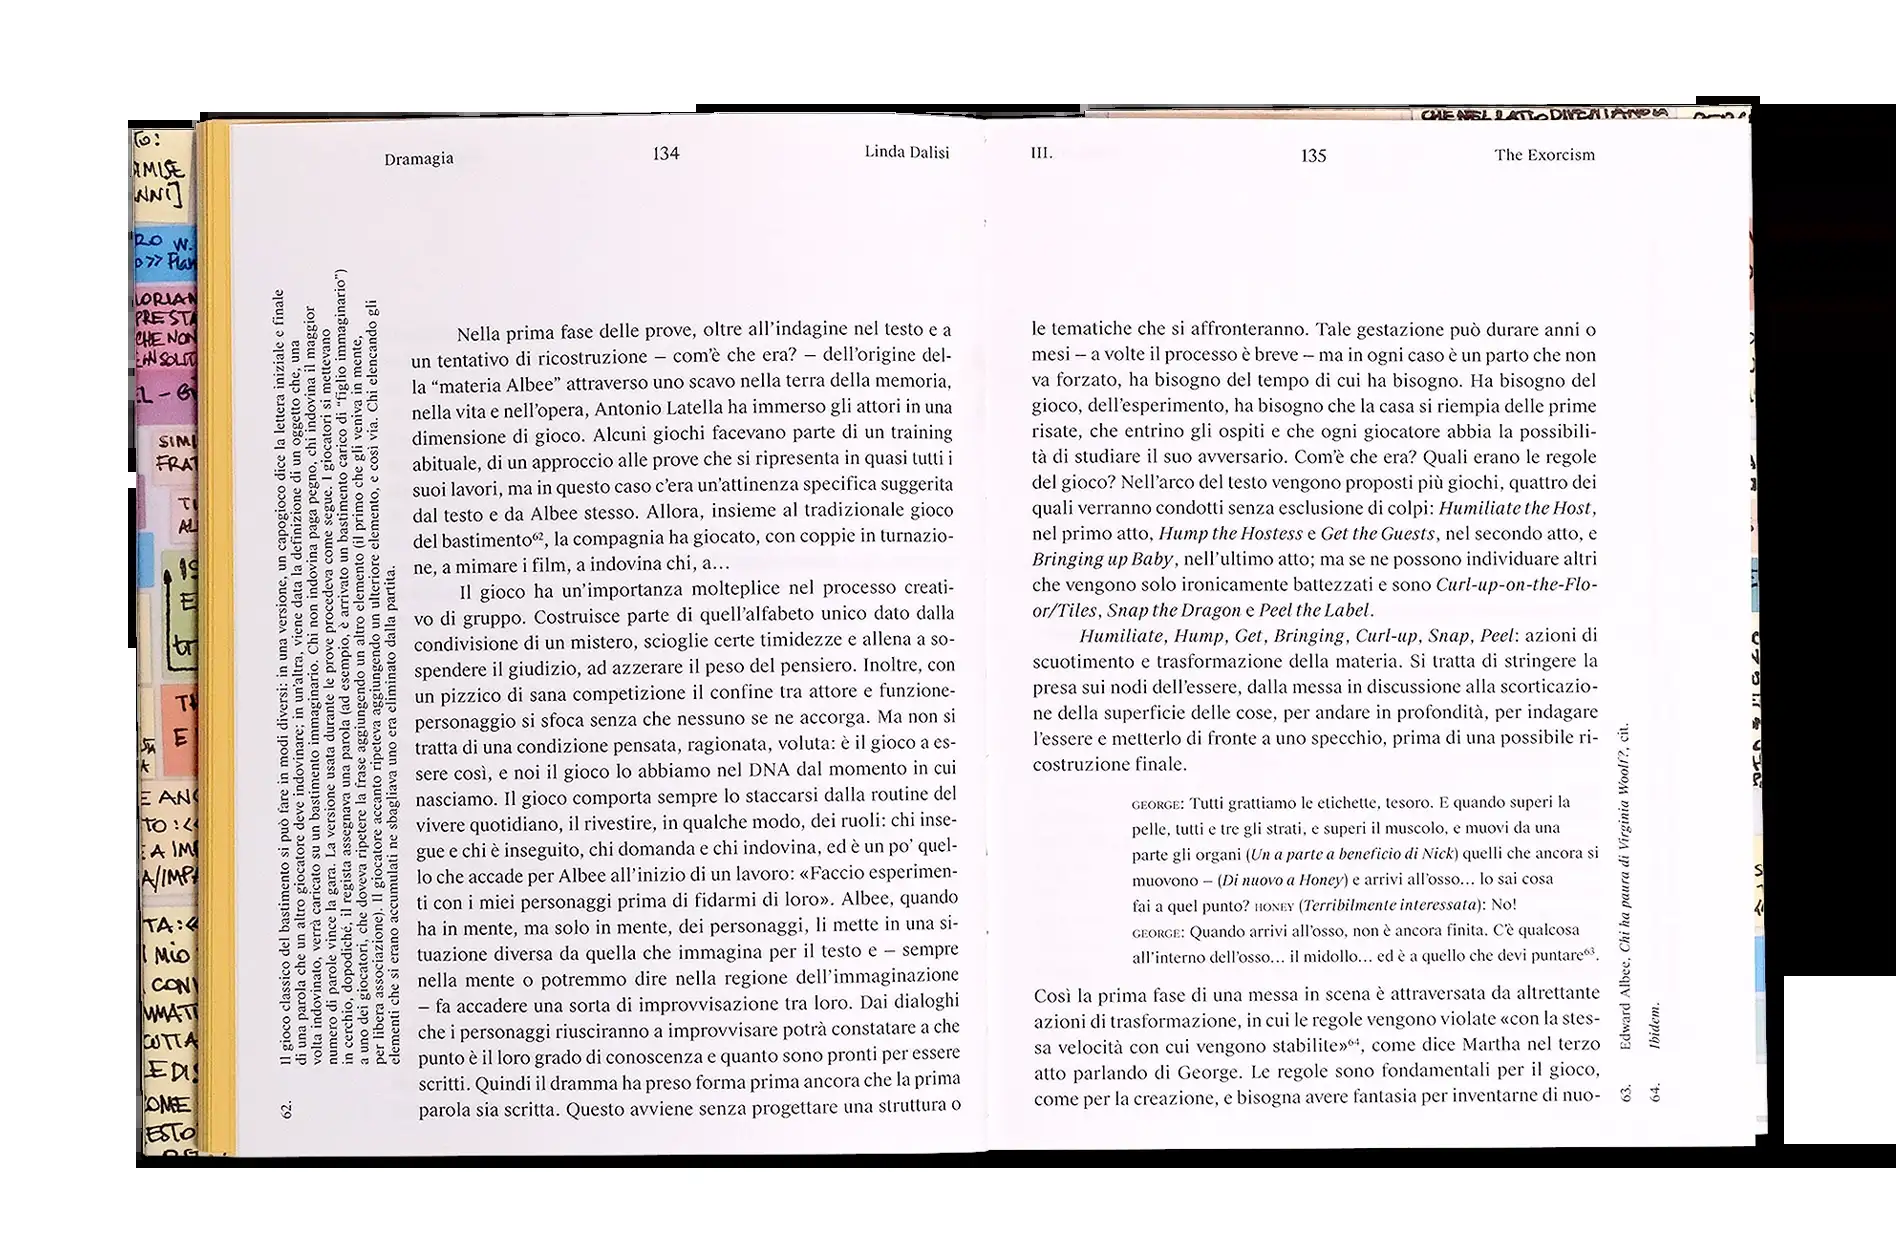 Dramagia
134
Linda Dalisi
Nella prima fase delle prove, oltre all’indagine nel testo e a
un tentativo di ricostruzione – com’è che era? – dell’origine del-
la “materia Albee” attraverso uno scavo nella terra della memoria,
nella vita e nell’opera, Antonio Latella ha immerso gli attori in una
dimensione di gioco. Alcuni giochi facevano parte di un training
abituale, di un approccio alle prove che si ripresenta in quasi tutti i
suoi lavori, ma in questo caso c’era un’attinenza specifica suggerita
dal testo e da Albee stesso. Allora, insieme al tradizionale gioco
del bastimento⁶², la compagnia ha giocato, con coppie in turnazio-
ne, a mimare i film, a indovina chi, a…
Il gioco ha un’importanza molteplice nel processo creati-
vo di gruppo. Costruisce parte di quell’alfabeto unico dato dalla
condivisione di un mistero, scioglie certe timidezze e allena a so-
spendere il giudizio, ad azzerare il peso del pensiero. Inoltre, con
un pizzico di sana competizione il confine tra attore e funzione-
personaggio si sfoca senza che nessuno se ne accorga. Ma non si
tratta di una condizione pensata, ragionata, voluta: è il gioco a es-
sere così, e noi il gioco lo abbiamo nel DNA dal momento in cui
nasciamo. Il gioco comporta sempre lo staccarsi dalla routine del
vivere quotidiano, il rivestire, in qualche modo, dei ruoli: chi inse-
gue e chi è inseguito, chi domanda e chi indovina, ed è un po’ quel-
lo che accade per Albee all’inizio di un lavoro: «Faccio esperimen-
ti con i miei personaggi prima di fidarmi di loro». Albee, quando
ha in mente, ma solo in mente, dei personaggi, li mette in una si-
tuazione diversa da quella che immagina per il testo e – sempre
nella mente o potremmo dire nella regione dell’immaginazione
– fa accadere una sorta di improvvisazione tra loro. Dai dialoghi
che i personaggi riusciranno a improvvisare potrà constatare a che
punto è il loro grado di conoscenza e quanto sono pronti per essere
scritti. Quindi il dramma ha preso forma prima ancora che la prima
parola sia scritta. Questo avviene senza progettare una struttura o
62.
Il gioco classico del bastimento si può fare in modi diversi: in una versione, un capogioco dice la lettera iniziale e finale
di una parola che un altro giocatore deve indovinare; in un’altra, viene data la definizione di un oggetto che, una
volta indovinato, verrà caricato su un bastimento immaginario. Chi non indovina paga pegno, chi indovina il maggior
numero di parole vince la gara. La versione usata durante le prove procedeva come segue. I giocatori si mettevano
in cerchio, dopodiché, il regista assegnava una parola (ad esempio, è arrivato un bastimento carico di “figlio immaginario”)
a uno dei giocatori, che doveva ripetere la frase aggiungendo un altro elemento (il primo che gli veniva in mente,
per libera associazione). Il giocatore accanto ripeteva aggiungendo un ulteriore elemento, e così via. Chi elencando gli
elementi che si erano accumulati ne sbagliava uno era eliminato dalla partita.
III.
135
The Exorcism
le tematiche che si affronteranno. Tale gestazione può durare anni o
mesi – a volte il processo è breve – ma in ogni caso è un parto che non
va forzato, ha bisogno del tempo di cui ha bisogno. Ha bisogno del
gioco, dell’esperimento, ha bisogno che la casa si riempia delle prime
risate, che entrino gli ospiti e che ogni giocatore abbia la possibili-
tà di studiare il suo avversario. Com’è che era? Quali erano le regole
del gioco? Nell’arco del testo vengono proposti più giochi, quattro dei
quali verranno condotti senza esclusione di colpi: Humiliate the Host,
nel primo atto, Hump the Hostess e Get the Guests, nel secondo atto, e
Bringing up Baby, nell’ultimo atto; ma se ne possono individuare altri
che vengono solo ironicamente battezzati e sono Curl-up-on-the-Flo-
or/Tiles, Snap the Dragon e Peel the Label.
Humiliate, Hump, Get, Bringing, Curl-up, Snap, Peel: azioni di
scuotimento e trasformazione della materia. Si tratta di stringere la
presa sui nodi dell’essere, dalla messa in discussione alla scorticazio-
ne della superficie delle cose, per andare in profondità, per indagare
l’essere e metterlo di fronte a uno specchio, prima di una possibile ri-
costruzione finale.
GEORGE: Tutti grattiamo le etichette, tesoro. E quando superi la
pelle, tutti e tre gli strati, e superi il muscolo, e muovi da una
parte gli organi (Un a parte a beneficio di Nick) quelli che ancora si
muovono – (Di nuovo a Honey) e arrivi all’osso… lo sai cosa
fai a quel punto? HONEY (Terribilmente interessata): No!
GEORGE: Quando arrivi all’osso, non è ancora finita. C’è qualcosa
all’interno dell’osso… il midollo… ed è a quello che devi puntare⁶³.
Così la prima fase di una messa in scena è attraversata da altrettante
azioni di trasformazione, in cui le regole vengono violate «con la stes-
sa velocità con cui vengono stabilite»⁶⁴, come dice Martha nel terzo
atto parlando di George. Le regole sono fondamentali per il gioco,
come per la creazione, e bisogna avere fantasia per inventarne di nuo-
63. Edward Albee, Chi ha paura di Virginia Woolf?, cit.
64. Ibidem.